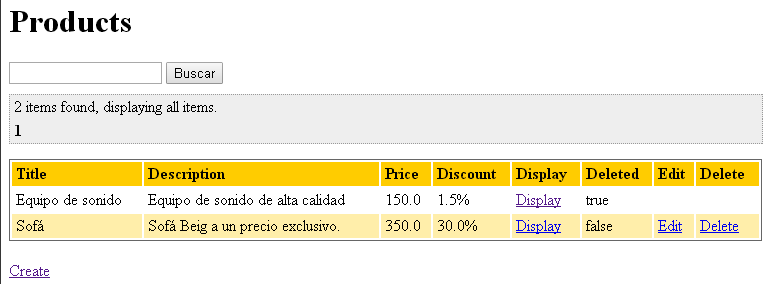 Products
Buscar
2 items found, displaying all items.
1
Title Description Price Discount Display Deleted Edit Delete
Equipo de sonido Equipo de sonido de alta calidad 150.0 1.5% Display true
Sofá Sofá Beig a un precio exclusivo. 350.0 30.0% Display false Edit Delete
Create